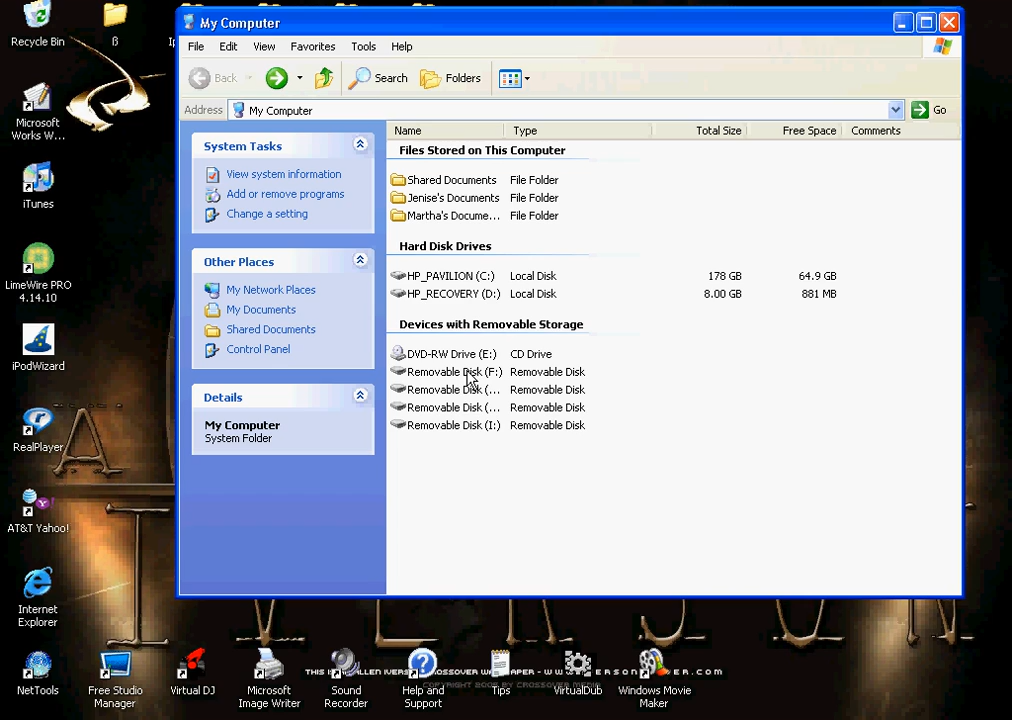 My Computer
File Edit View Favorites Tools Help
Back Search Folders
Address My Computer Go
System Tasks
View system information
Add or remove programs
Change a setting
Other Places
My Network Places
My Documents
Shared Documents
Control Panel
Details
My Computer
System Folder
Name Type Total Size Free Space Comments
Files Stored on This Computer
Shared Documents File Folder
Jenise's Documents File Folder
Martha's Docume... File Folder
Hard Disk Drives
HP_PAVILION (C:) Local Disk 178 GB 64.9 GB
HP_RECOVERY (D:) Local Disk 8.00 GB 881 MB
Devices with Removable Storage
DVD-RW Drive (E:) CD Drive
Removable Disk (F:) Removable Disk
Removable Disk (... Removable Disk
Removable Disk (... Removable Disk
Removable Disk (I:) Removable Disk
Recycle Bin
ß
Microsoft
Works W...
iTunes
LimeWire PRO
4.14.10
iPodWizard
RealPlayer
AT&T Yahoo!
Internet
Explorer
NetTools
Free Studio
Manager
Virtual DJ
Microsoft
Image Writer
Sound
Recorder
Help and
Support
Tips
VirtualDub
Windows Movie
Maker